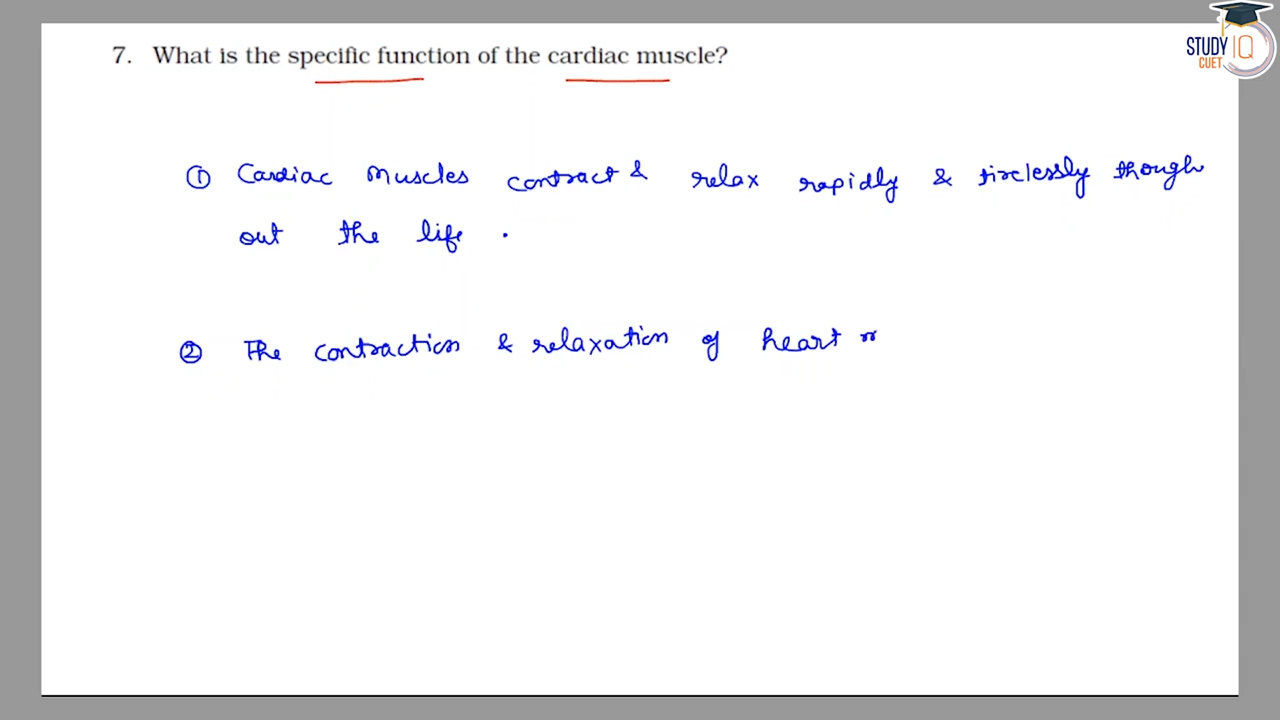 STUDY IQ
CUET
7. What is the specific function of the cardiac muscle?
① Cardiac Muscles contract & relax rapidly & tirelessly though
out the life .
② The contraction & relaxation of heart